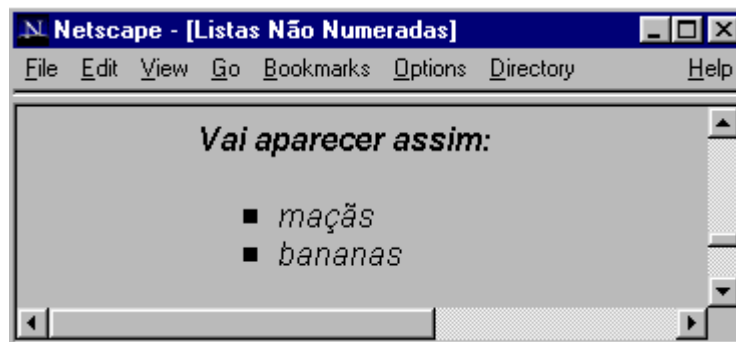 Netscape - [Listas Não Numeradas]
File Edit View Go Bookmarks Options Directory Help
Vai aparecer assim:
maçãs
bananas